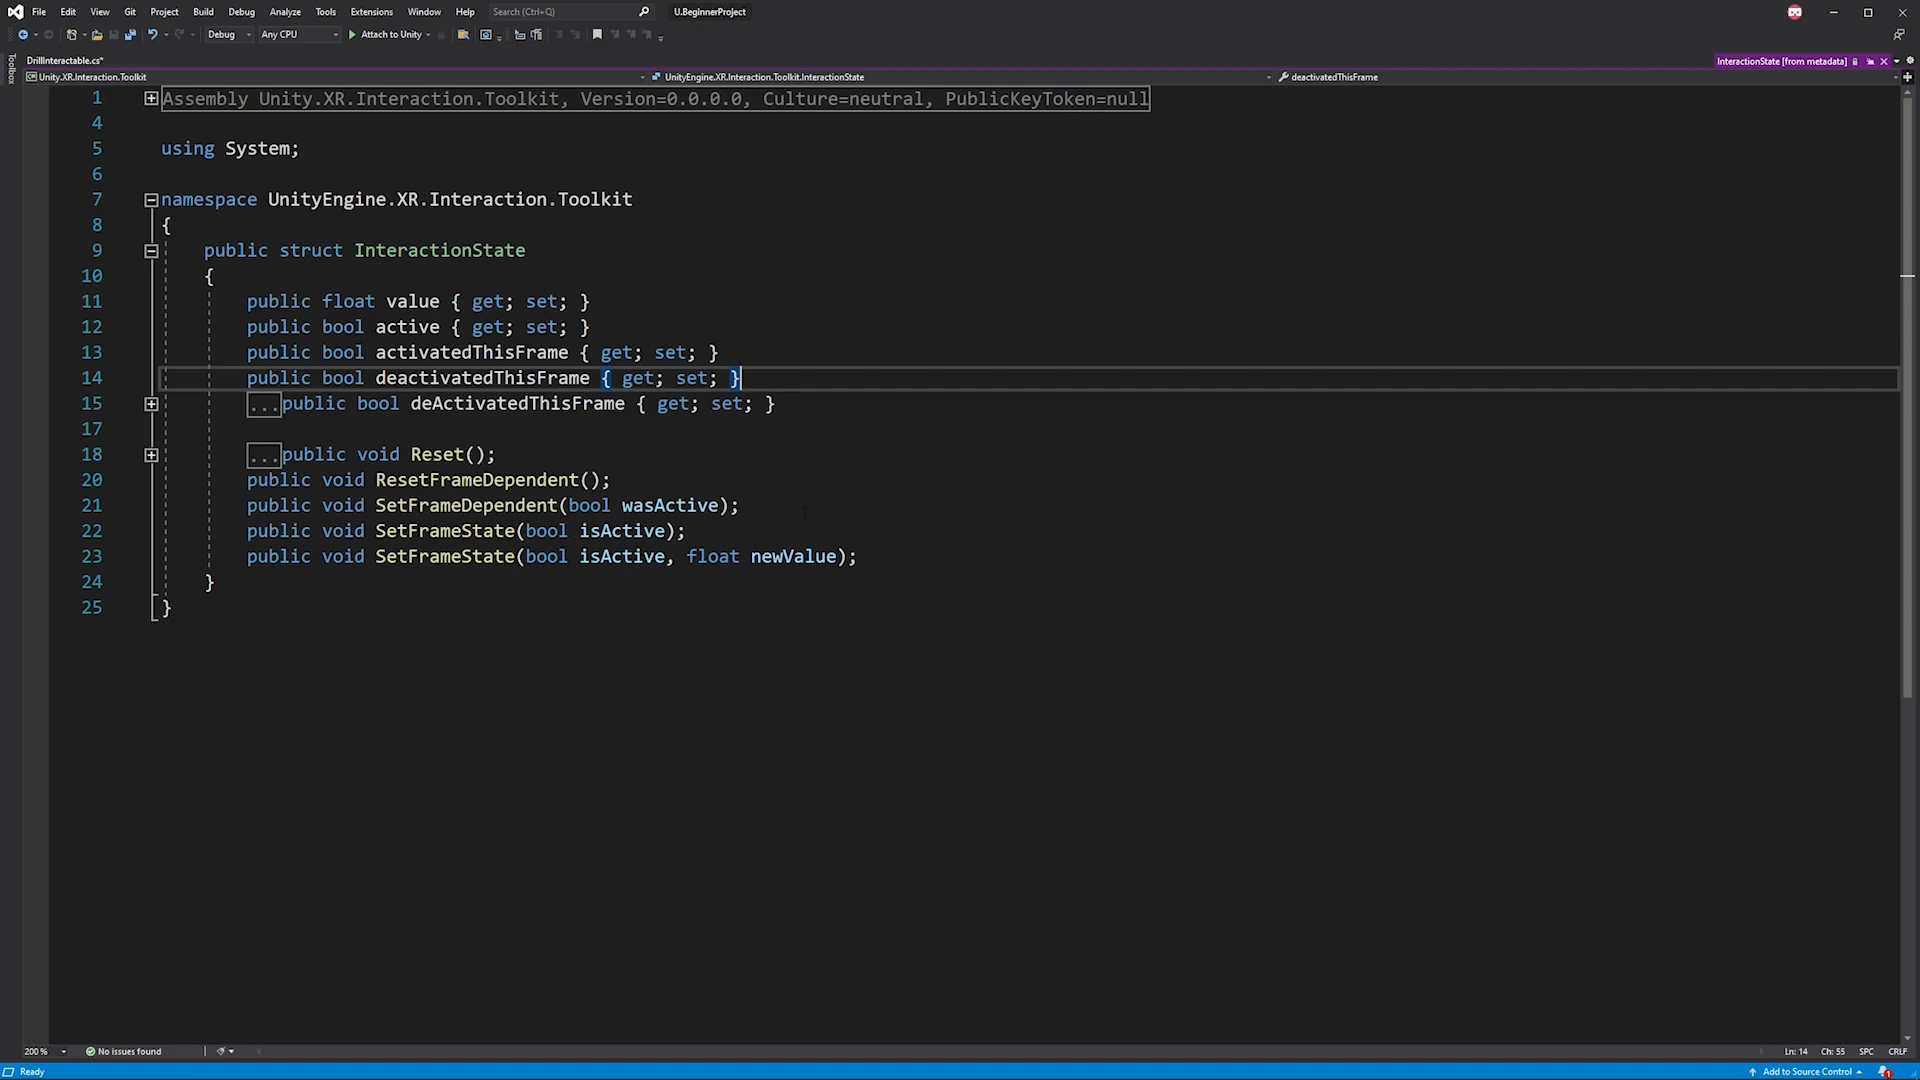 File Edit View Git Project Build Debug Analyze Tools Extensions Window Help Search (Ctrl+Q) U.BeginnerProject
Debug Any CPU Attach to Unity
Toolbox
DrillInteractable.cs* InteractionState [from metadata]
Unity.XR.Interaction.Toolkit UnityEngine.XR.Interaction.Toolkit.InteractionState deactivatedThisFrame
1 Assembly Unity.XR.Interaction.Toolkit, Version=0.0.0.0, Culture=neutral, PublicKeyToken=null
4
5 using System;
6
7 namespace UnityEngine.XR.Interaction.Toolkit
8 {
9 public struct InteractionState
10 {
11 public float value { get; set; }
12 public bool active { get; set; }
13 public bool activatedThisFrame { get; set; }
14 public bool deactivatedThisFrame { get; set; }
15 ...public bool deActivatedThisFrame { get; set; }
17
18 ...public void Reset();
20 public void ResetFrameDependent();
21 public void SetFrameDependent(bool wasActive);
22 public void SetFrameState(bool isActive);
23 public void SetFrameState(bool isActive, float newValue);
24 }
25 }
200 % No issues found Ln: 14 Ch: 55 SPC CRLF
Ready Add to Source Control 1